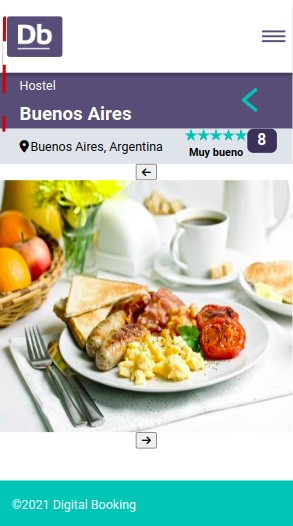 Db
Hostel
Buenos Aires
Buenos Aires, Argentina
8
Muy bueno
©2021 Digital Booking